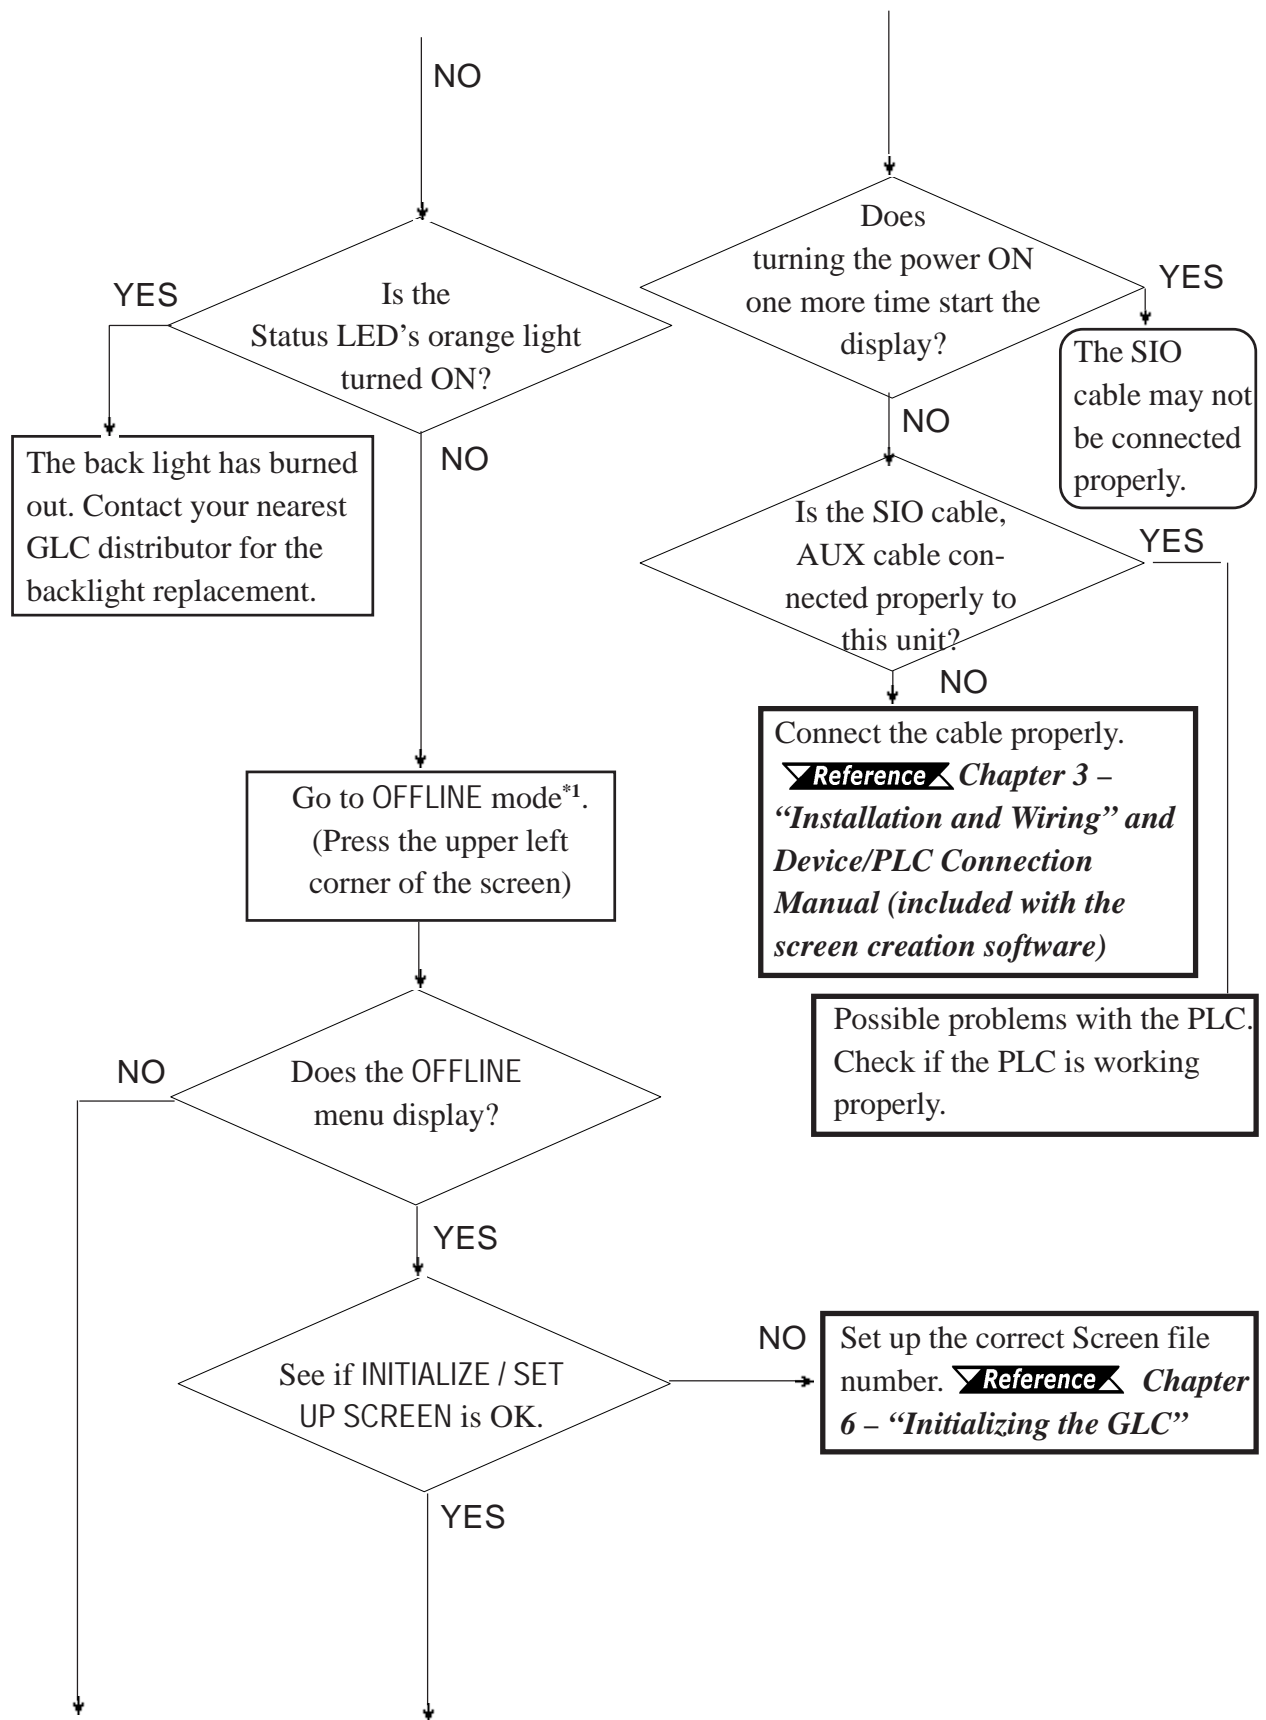 NO
Does
turning the power ON
one more time start the
display?
YES
YES
Is the
Status LED’s orange light
turned ON?
The SIO
cable may not
be connected
properly.
NO
NO
The back light has burned
out. Contact your nearest
GLC distributor for the
backlight replacement.
Is the SIO cable,
AUX cable con-
nected properly to
this unit?
YES
NO
Connect the cable properly.
Reference Chapter 3 –
“Installation and Wiring” and
Device/PLC Connection
Manual (included with the
screen creation software)
Go to OFFLINE mode*1.
(Press the upper left
corner of the screen)
Possible problems with the PLC.
Check if the PLC is working
properly.
NO
Does the OFFLINE
menu display?
YES
See if INITIALIZE / SET
UP SCREEN is OK.
NO
Set up the correct Screen file
number. Reference Chapter
6 – “Initializing the GLC”
YES